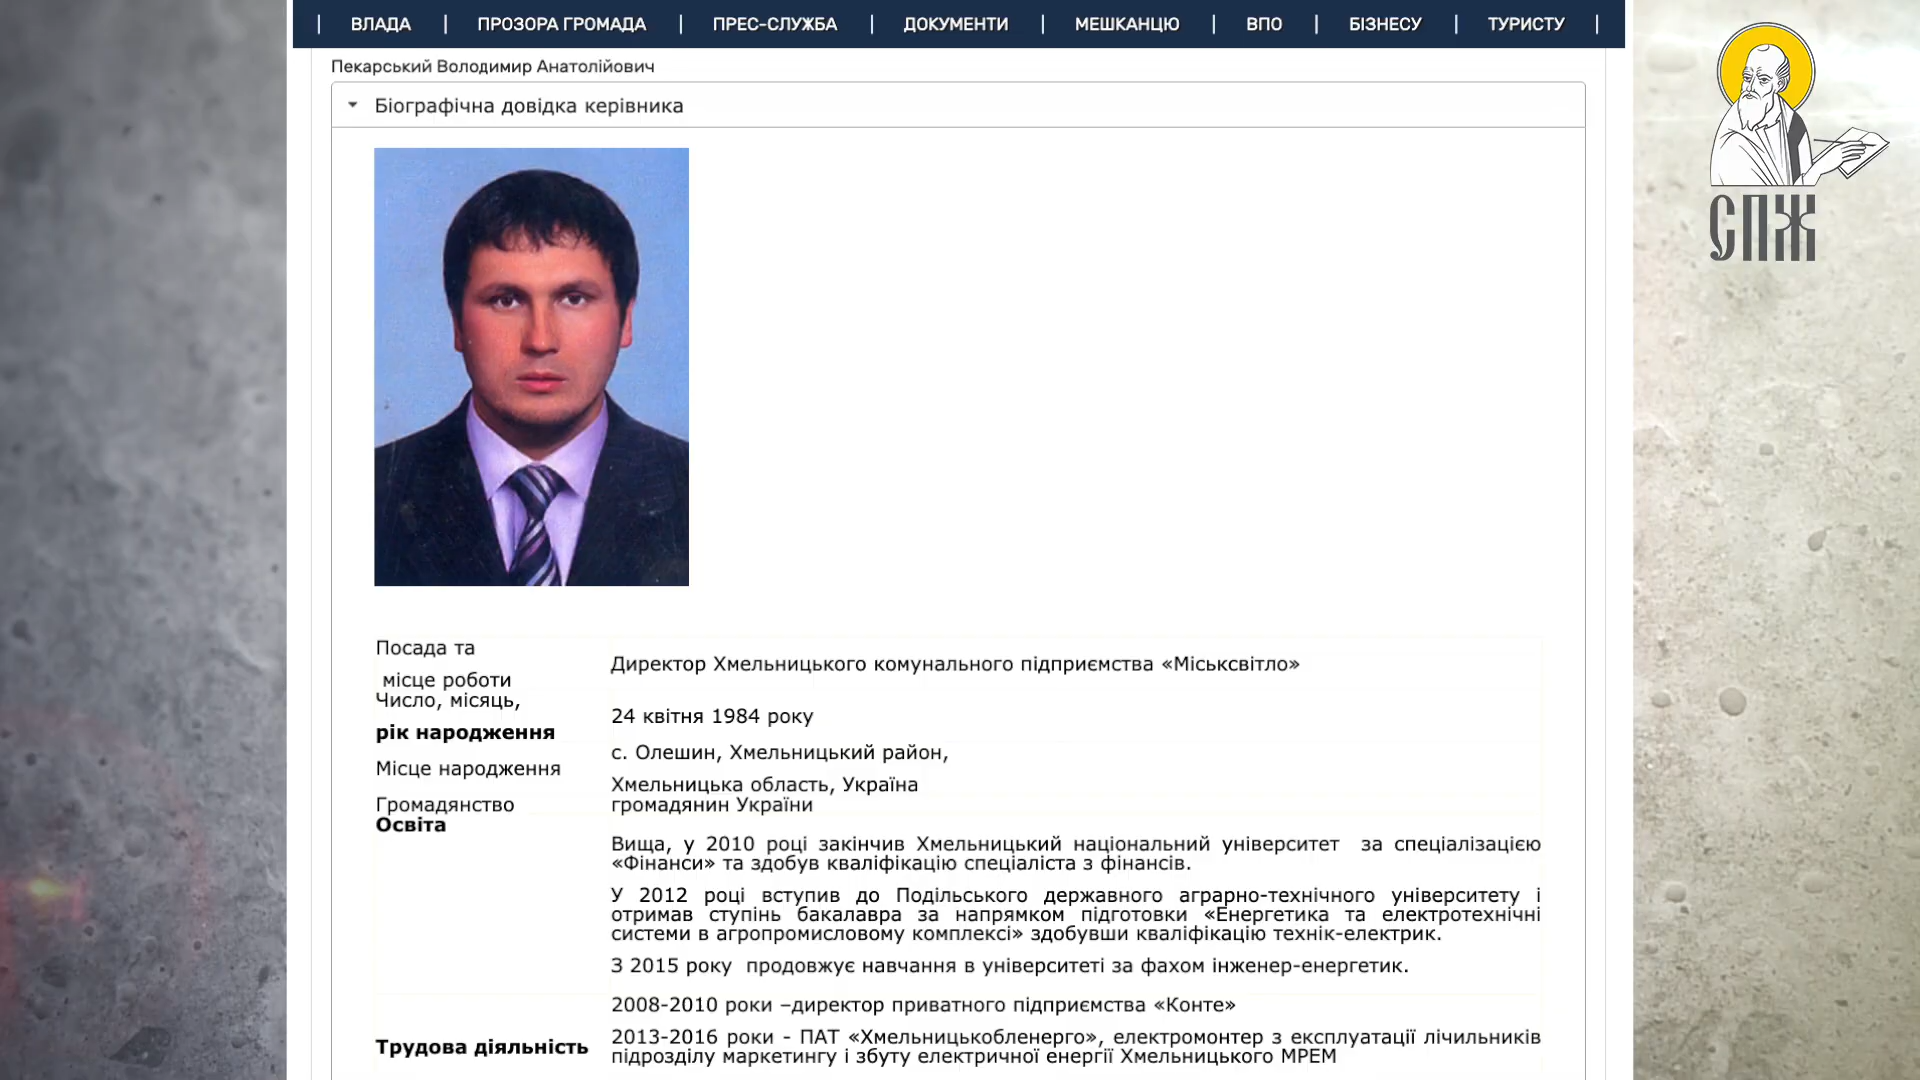 ВЛАДА
ПРОЗОРА ГРОМАДА
ПРЕС-СЛУЖБА
ДОКУМЕНТИ
МЕШКАНЦЮ
ВПО
БІЗНЕСУ
ТУРИСТУ
Пекарський Володимир Анатолійович
Біографічна довідка керівника
СПЖ
Посада та
місце роботи
Директор Хмельницького комунального підприємства «Міськсвітло»
Число, місяць,
рік народження
24 квітня 1984 року
Місце народження
с. Олешин, Хмельницький район,
Хмельницька область, Україна
Громадянство
громадянин України
Освіта
Вища, у 2010 році закінчив Хмельницький національний університет за спеціалізацією
«Фінанси» та здобув кваліфікацію спеціаліста з фінансів.
У 2012 році вступив до Подільського державного аграрно-технічного університету і
отримав ступінь бакалавра за напрямком підготовки «Енергетика та електротехнічні
системи в агропромисловому комплексі» здобувши кваліфікацію технік-електрик.
З 2015 року продовжує навчання в університеті за фахом інженер-енергетик.
Трудова діяльність
2008-2010 роки –директор приватного підприємства «Конте»
2013-2016 роки - ПАТ «Хмельницькобленерго», електромонтер з експлуатації лічильників
підрозділу маркетингу і збуту електричної енергії Хмельницького МРЕМ